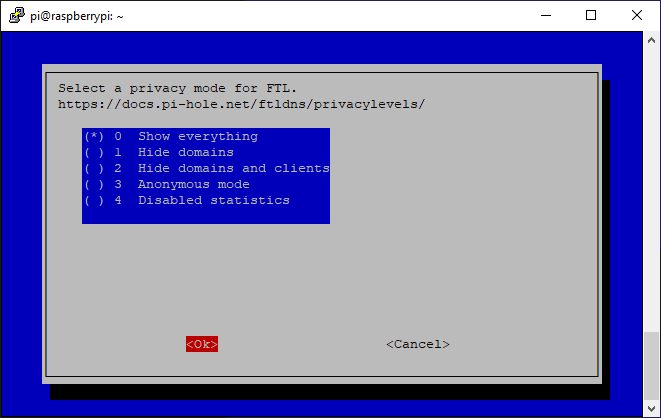 pi@raspberrypi: ~
Select a privacy mode for FTL.
https://docs.pi-hole.net/ftldns/privacylevels/
(*) 0  Show everything
( ) 1  Hide domains
( ) 2  Hide domains and clients
( ) 3  Anonymous mode
( ) 4  Disabled statistics
<Ok> <Cancel>